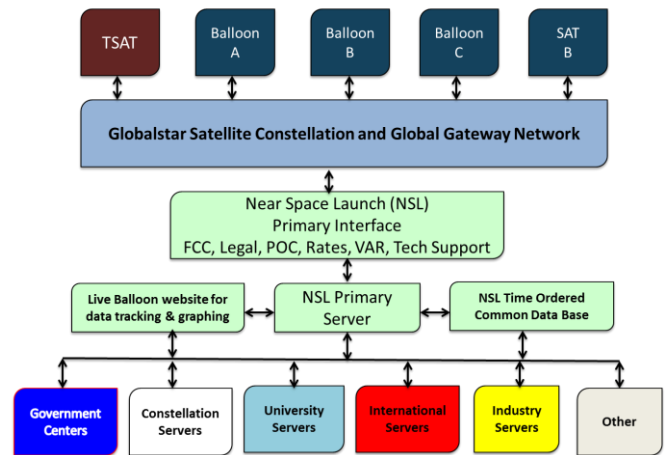 TSAT
Balloon
A
Balloon
B
Balloon
C
SAT
B
Globalstar Satellite Constellation and Global Gateway Network
Near Space Launch (NSL)
Primary Interface
FCC, Legal, POC, Rates, VAR, Tech Support
Live Balloon website for
data tracking & graphing
NSL Primary
Server
NSL Time Ordered
Common Data Base
Government
Centers
Constellation
Servers
University
Servers
International
Servers
Industry
Servers
Other